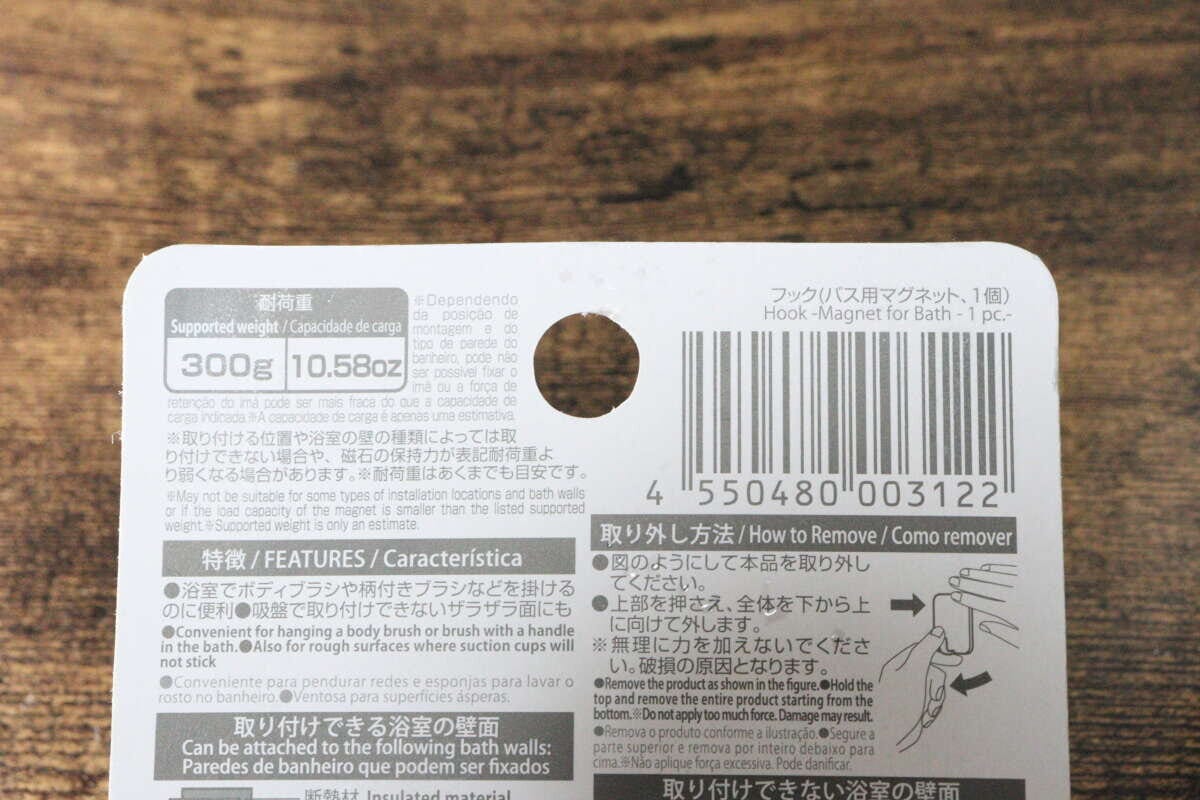 耐荷重
Supported weight / Capacidade de carga
300g 10.58oz
※Dependendo
da posição de
montagem e do
tipo de parede do
banheiro, pode não
ser possível fixar o
imã ou a força de
retenção do imã pode ser mais fraca do que a capacidade de
carga indicada.※A capacidade de carga é apenas uma estimativa.
※取り付ける位置や浴室の壁の種類によっては取
り付けできない場合や、磁石の保持力が表記耐荷重よ
り弱くなる場合があります。※耐荷重はあくまでも目安です。
※May not be suitable for some types of installation locations and bath walls
or if the load capacity of the magnet is smaller than the listed supported
weight.※Supported weight is only an estimate.
特徴 / FEATURES / Característica
●浴室でボディブラシや柄付きブラシなどを掛ける
のに便利●吸盤で取り付けできないザラザラ面にも
●Convenient for hanging a body brush or brush with a handle
in the bath.●Also for rough surfaces where suction cups will
not stick
●Conveniente para pendurar redes e esponjas para lavar o
rosto no banheiro.●Ventosa para superfícies ásperas.
取り付けできる浴室の壁面
Can be attached to the following bath walls:
Paredes de banheiro que podem ser fixados
断熱材 Insulated material
フック(バス用マグネット、1個)
Hook -Magnet for Bath - 1 pc.-
4 550480 003122
取り外し方法 / How to Remove / Como remover
●図のようにして本品を取り外し
てください。
●上部を押さえ、全体を下から上
に向けて外します。
※無理に力を加えないでくださ
い。破損の原因となります。
●Remove the product as shown in the figure.●Hold the
top and remove the entire product starting from the
bottom.※Do not apply too much force. Damage may result.
●Remova o produto conforme a ilustração.●Segure a
parte superior e remova por inteiro debaixo para
cima.※Não aplique força excessiva. Pode danificar.
取り付けできない浴室の壁面